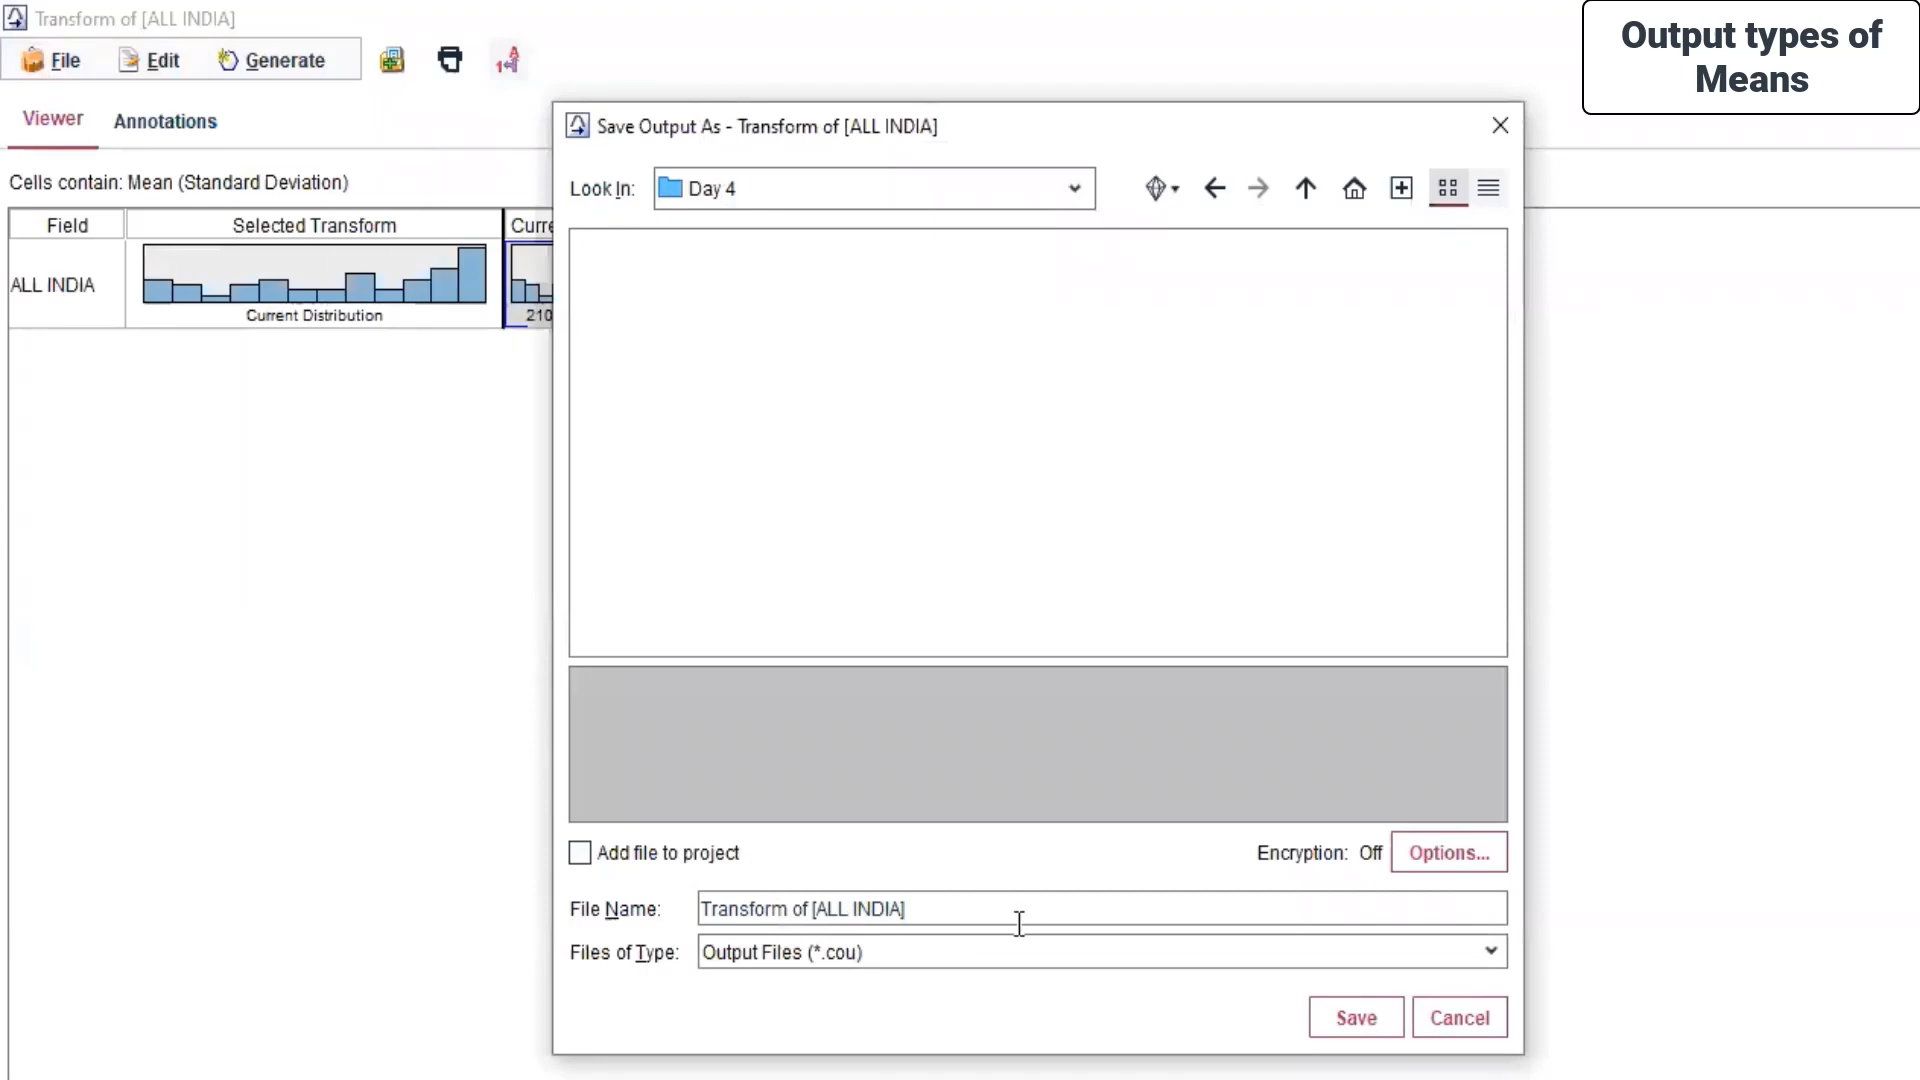 Transform of [ALL INDIA]
Output types of
Means
File Edit Generate
Viewer Annotations
Cells contain: Mean (Standard Deviation)
Field Selected Transform
ALL INDIA
Current Distribution
210
Save Output As - Transform of [ALL INDIA]
Look In: Day 4
Add file to project
Encryption: Off Options...
File Name: Transform of [ALL INDIA]
Files of Type: Output Files (*.cou)
Save Cancel